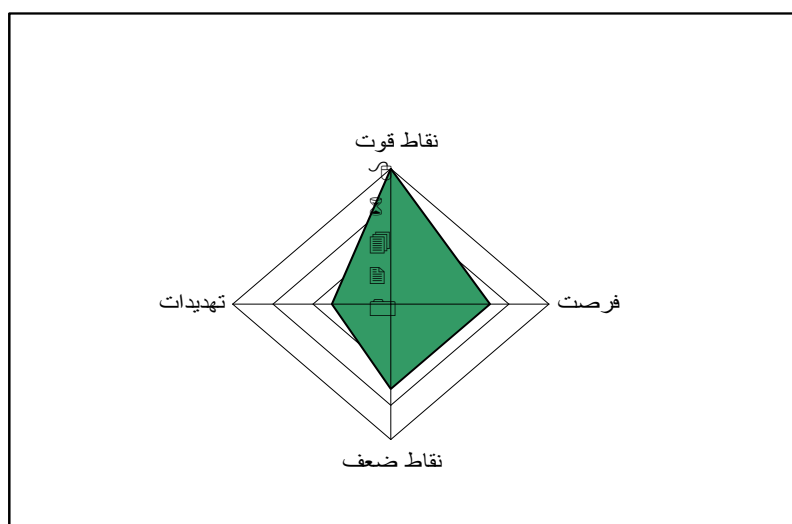 نقاط قوت
فرصت
تهدیدات
نقاط ضعف